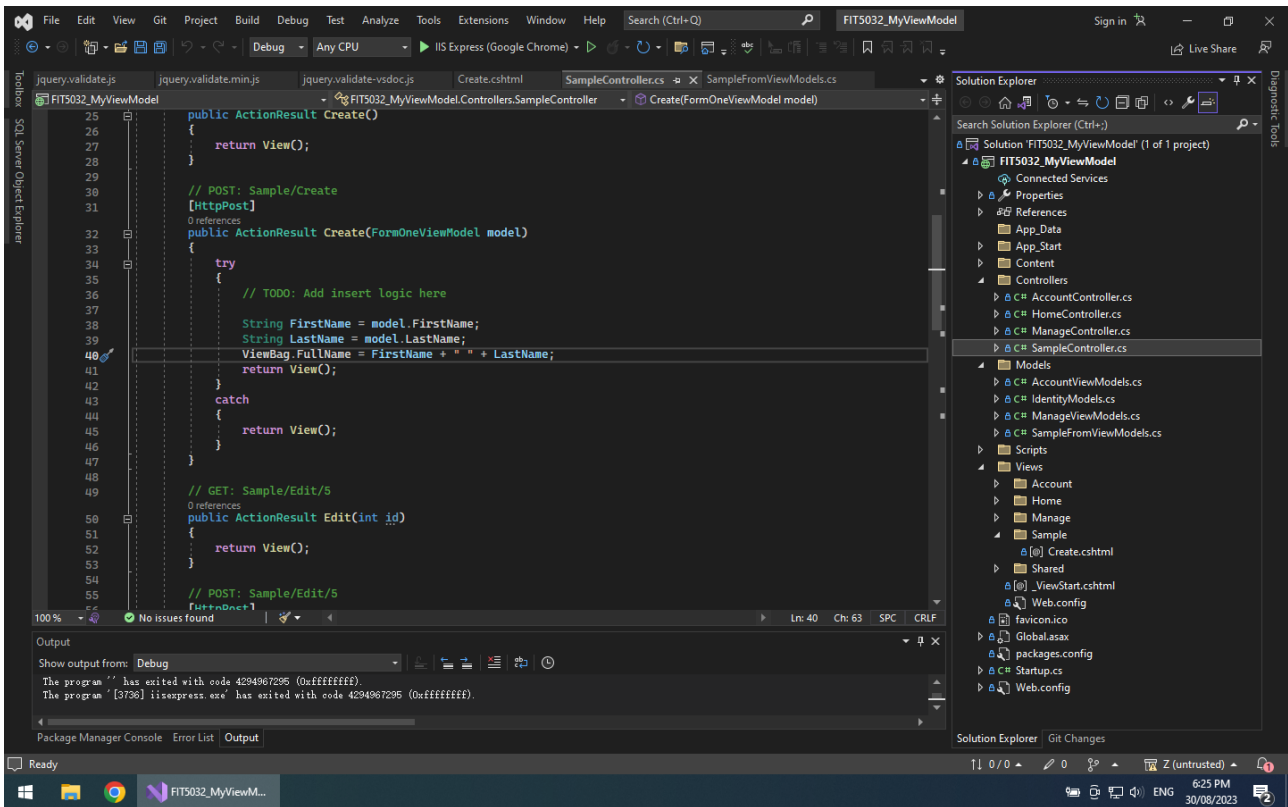 File Edit View Git Project Build Debug Test Analyze Tools Extensions Window Help Search (Ctrl+Q) FIT5032_MyViewModel Sign in
Debug Any CPU IIS Express (Google Chrome) Live Share
jquery.validate.js jquery.validate.min.js jquery.validate-vsdoc.js Create.cshtml SampleController.cs SampleFromViewModels.cs
FIT5032_MyViewModel FIT5032_MyViewModel.Controllers.SampleController Create(FormOneViewModel model)
Toolbox
SQL Server Object Explorer
25 public ActionResult Create()
26 {
27 return View();
28 }
29
30 // POST: Sample/Create
31 [HttpPost]
0 references
32 public ActionResult Create(FormOneViewModel model)
33 {
34 try
35 {
36 // TODO: Add insert logic here
37
38 String FirstName = model.FirstName;
39 String LastName = model.LastName;
40 ViewBag.FullName = FirstName + " " + LastName;
41 return View();
42 }
43 catch
44 {
45 return View();
46 }
47 }
48
49 // GET: Sample/Edit/5
0 references
50 public ActionResult Edit(int id)
51 {
52 return View();
53 }
54
55 // POST: Sample/Edit/5
56 [HttpPost]
100 % No issues found Ln: 40 Ch: 63 SPC CRLF
Output
Show output from: Debug
The program '' has exited with code 4294967295 (0xffffffff).
The program '[3736] iisexpress.exe' has exited with code 4294967295 (0xffffffff).
Package Manager Console Error List Output
Solution Explorer
Search Solution Explorer (Ctrl+;)
Solution 'FIT5032_MyViewModel' (1 of 1 project)
FIT5032_MyViewModel
Connected Services
Properties
References
App_Data
App_Start
Content
Controllers
C# AccountController.cs
C# HomeController.cs
C# ManageController.cs
C# SampleController.cs
Models
C# AccountViewModels.cs
C# IdentityModels.cs
C# ManageViewModels.cs
C# SampleFromViewModels.cs
Scripts
Views
Account
Home
Manage
Sample
[@] Create.cshtml
Shared
[@] _ViewStart.cshtml
Web.config
favicon.ico
Global.asax
packages.config
C# Startup.cs
Web.config
Solution Explorer Git Changes
Diagnostic Tools
Ready 0/0 0 Z (untrusted) 1
FIT5032_MyViewM... ENG 6:25 PM
30/08/2023 2